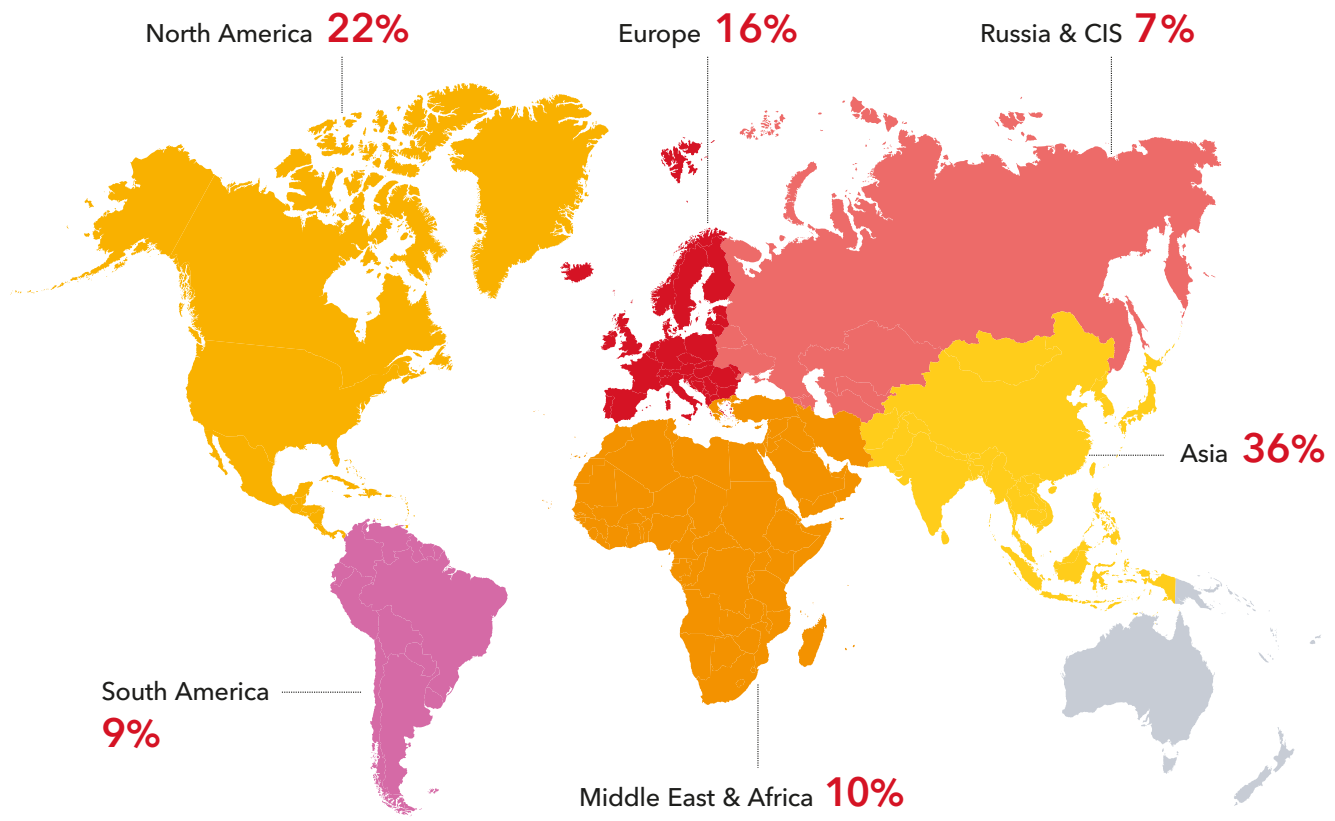 North America 22%
Europe 16%
Russia & CIS 7%
Asia 36%
South America
9%
Middle East & Africa 10%